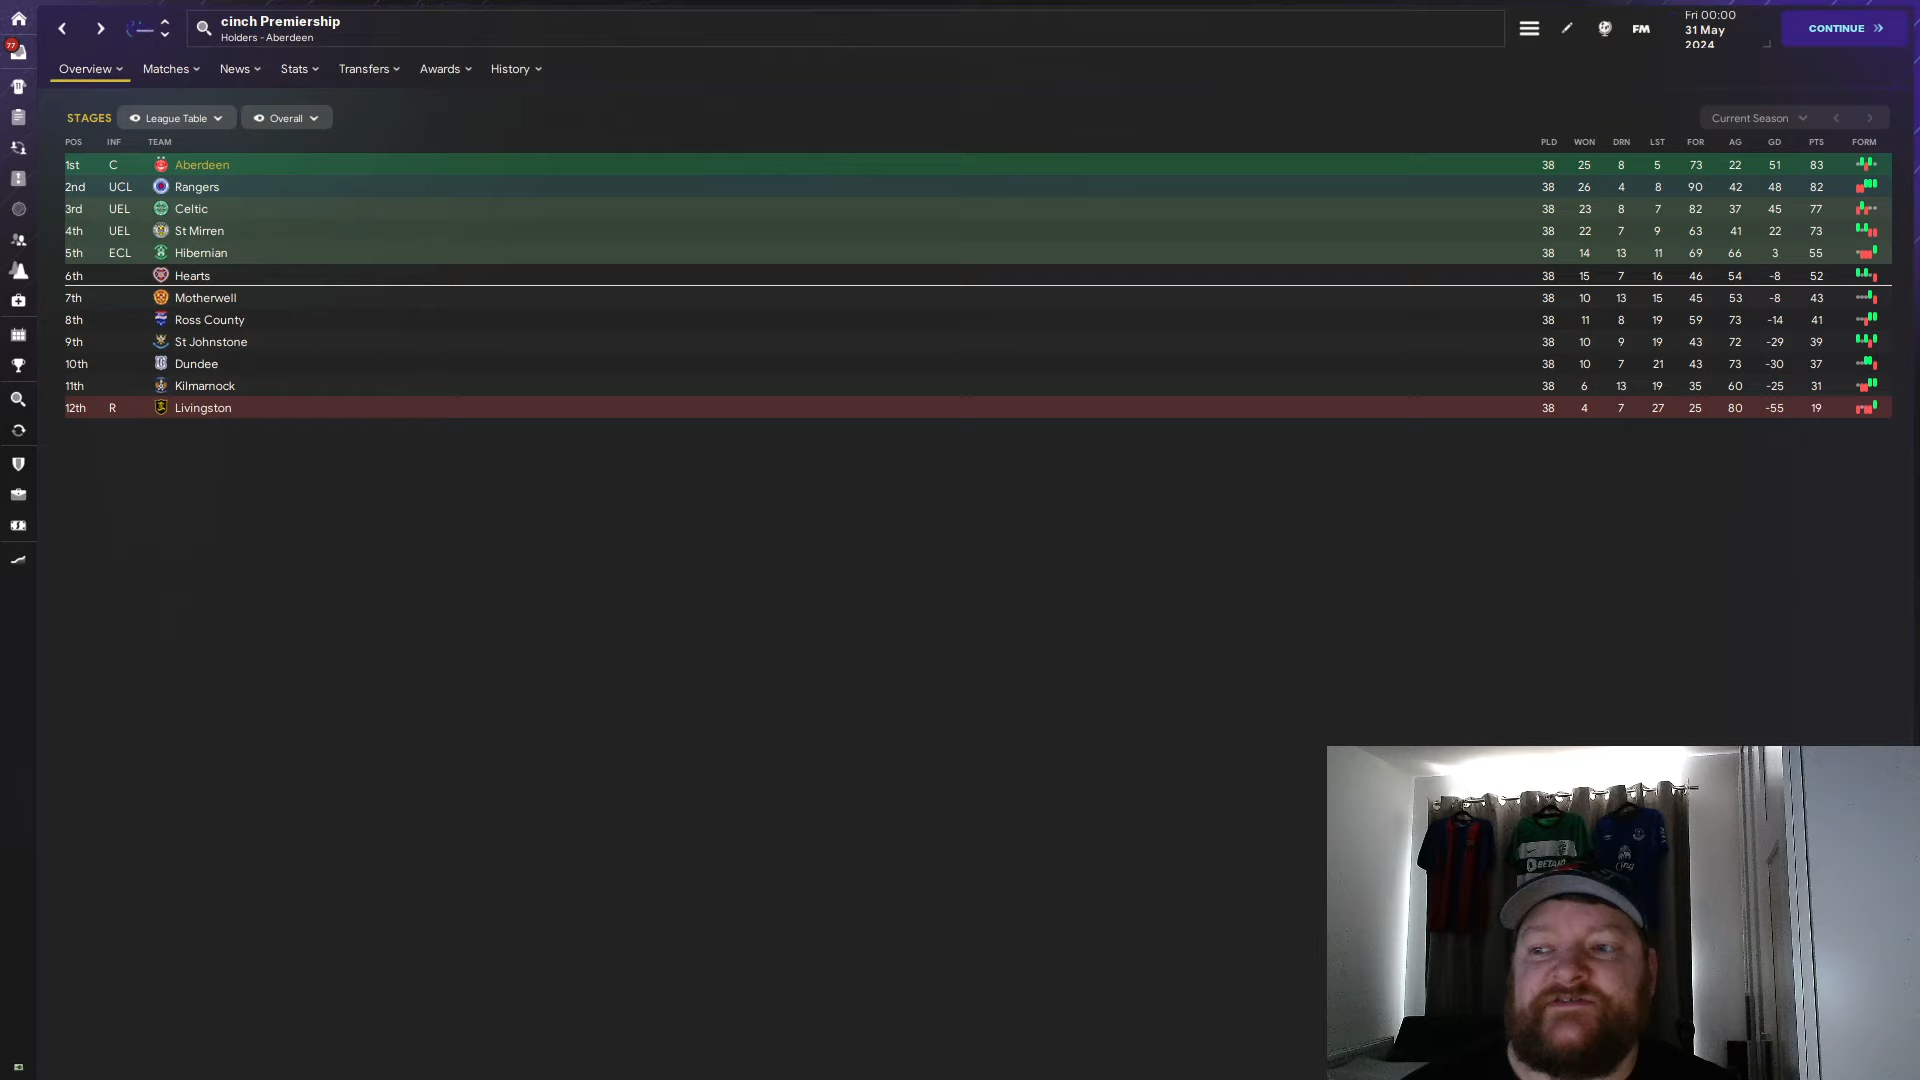 cinch Premiership
Holders - Aberdeen
FM
Fri 00:00
31 May
2024
CONTINUE
77
Overview
Matches
News
Stats
Transfers
Awards
History
STAGES
League Table
Overall
Current Season
POS INF TEAM PLD WON DRN LST FOR AG GD PTS FORM
1st C Aberdeen 38 25 8 5 73 22 51 83
2nd UCL Rangers 38 26 4 8 90 42 48 82
3rd UEL Celtic 38 23 8 7 82 37 45 77
4th UEL St Mirren 38 22 7 9 63 41 22 73
5th ECL Hibernian 38 14 13 11 69 66 3 55
6th Hearts 38 15 7 16 46 54 -8 52
7th Motherwell 38 10 13 15 45 53 -8 43
8th Ross County 38 11 8 19 59 73 -14 41
9th St Johnstone 38 10 9 19 43 72 -29 39
10th Dundee 38 10 7 21 43 73 -30 37
11th Kilmarnock 38 6 13 19 35 60 -25 31
12th R Livingston 38 4 7 27 25 80 -55 19